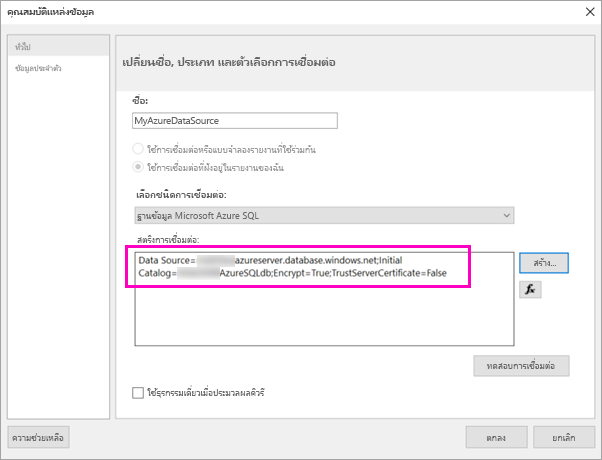 คุณสมบัติแหล่งข้อมูล
ทั่วไป
ข้อมูลประจำตัว
เปลี่ยนชื่อ, ประเภท และตัวเลือกการเชื่อมต่อ
ชื่อ:
MyAzureDataSource
ใช้การเชื่อมต่อหรือแบบจำลองรายงานที่ใช้ร่วมกัน
ใช้การเชื่อมต่อที่ฝังอยู่ในรายงานของฉัน
เลือกชนิดการเชื่อมต่อ:
ฐานข้อมูล Microsoft Azure SQL
สตริงการเชื่อมต่อ:
Data Source= azureserver.database.windows.net;Initial
Catalog= AzureSQLdb;Encrypt=True;TrustServerCertificate=False
สร้าง...
fx
ทดสอบการเชื่อมต่อ
ใช้ธุรกรรมเดี่ยวเมื่อประมวลผลคิวรี
ความช่วยเหลือ
ตกลง
ยกเลิก